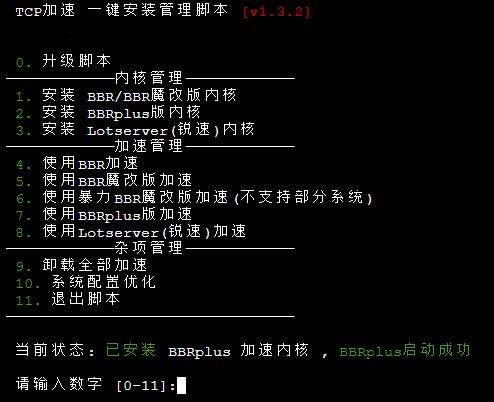 TCP加速 一键安装管理脚本 [v1.3.2]
0. 升级脚本
内核管理
1. 安装 BBR/BBR魔改版内核
2. 安装 BBRplus版内核
3. 安装 Lotserver(锐速)内核
加速管理
4. 使用BBR加速
5. 使用BBR魔改版加速
6. 使用暴力BBR魔改版加速(不支持部分系统)
7. 使用BBRplus版加速
8. 使用Lotserver(锐速)加速
杂项管理
9. 卸载全部加速
10. 系统配置优化
11. 退出脚本
当前状态: 已安装 BBRplus 加速内核 , BBRplus启动成功
请输入数字 [0-11]: